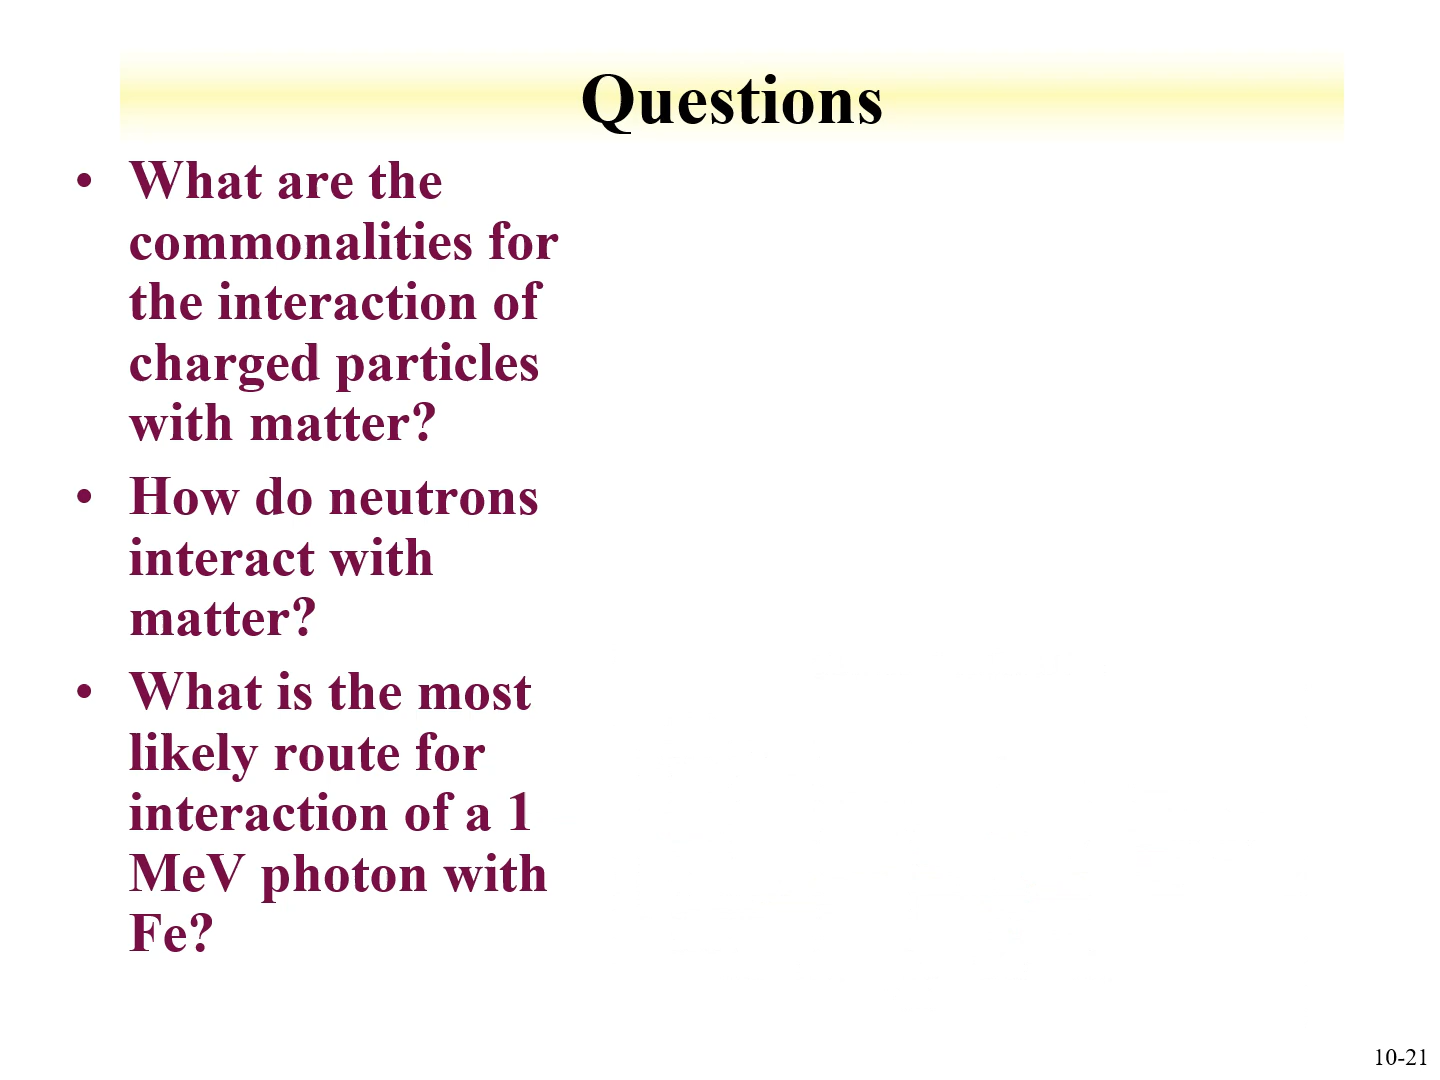 Questions
• What are the
commonalities for
the interaction of
charged particles
with matter?
• How do neutrons
interact with
matter?
• What is the most
likely route for
interaction of a 1
MeV photon with
Fe?
10-21